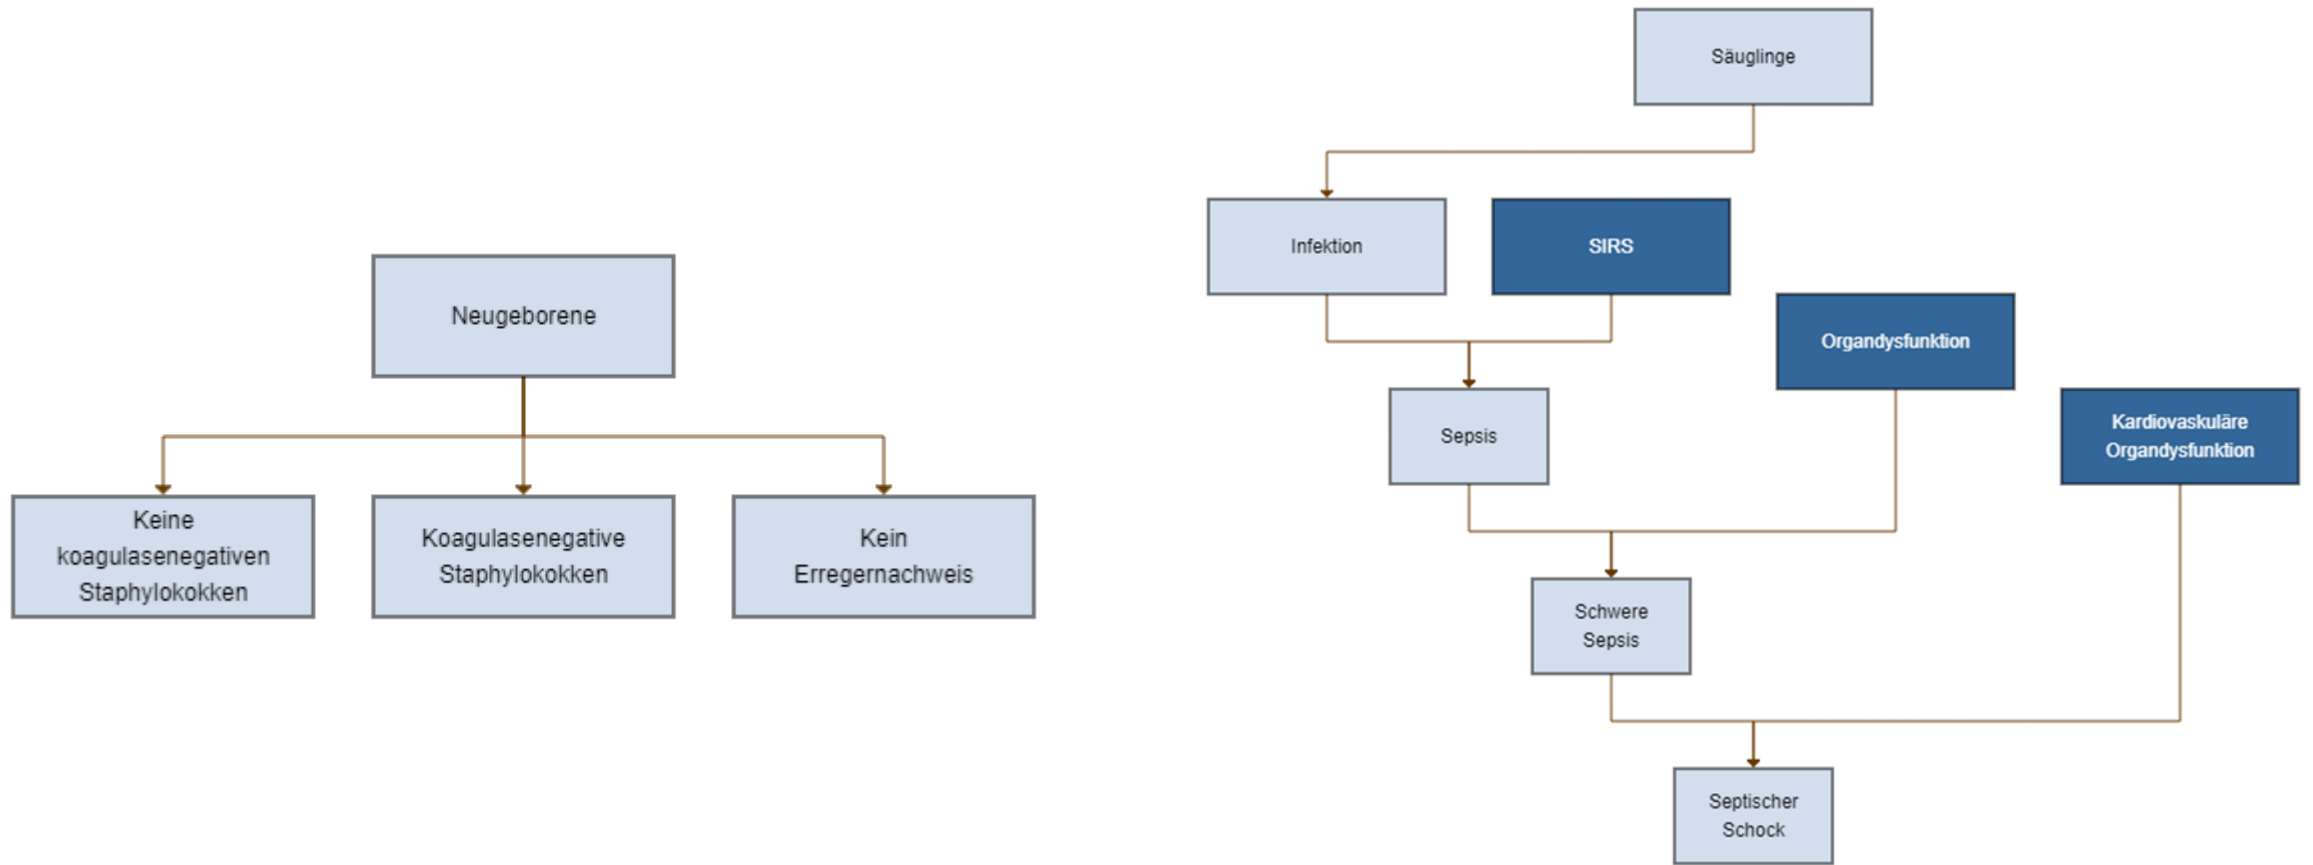 Neugeborene
Keine
koagulasenegativen
Staphylokokken
Koagulasenegative
Staphylokokken
Kein
Erregernachweis
Säuglinge
Infektion
SIRS
Organdysfunktion
Sepsis
Kardiovaskuläre
Organdysfunktion
Schwere
Sepsis
Septischer
Schock